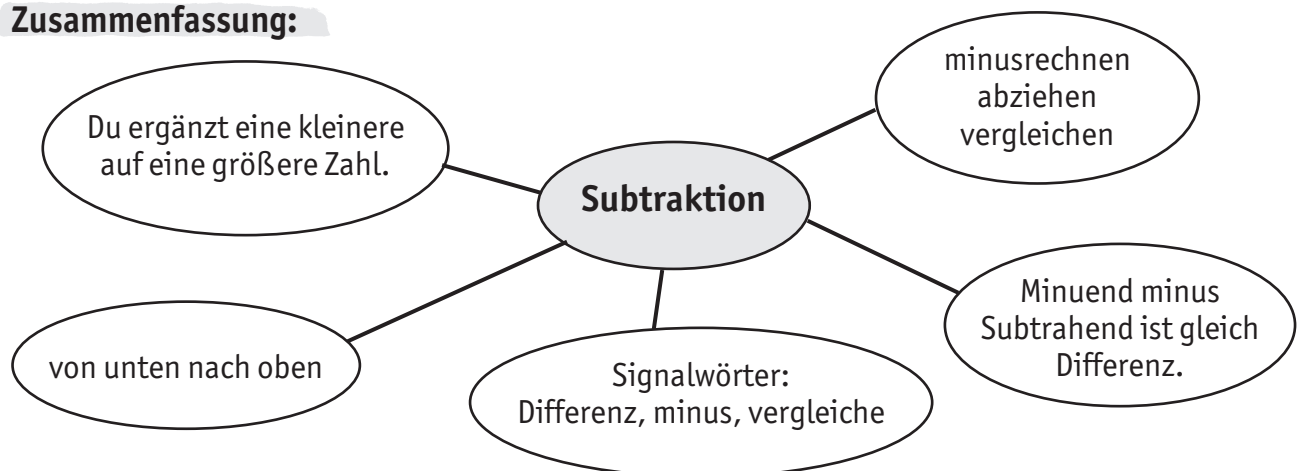 Zusammenfassung:
minusrechnen
abziehen
vergleichen
Du ergänzt eine kleinere
auf eine größere Zahl.
Subtraktion
Minuend minus
Subtrahend ist gleich
Differenz.
von unten nach oben
Signalwörter:
Differenz, minus, vergleiche